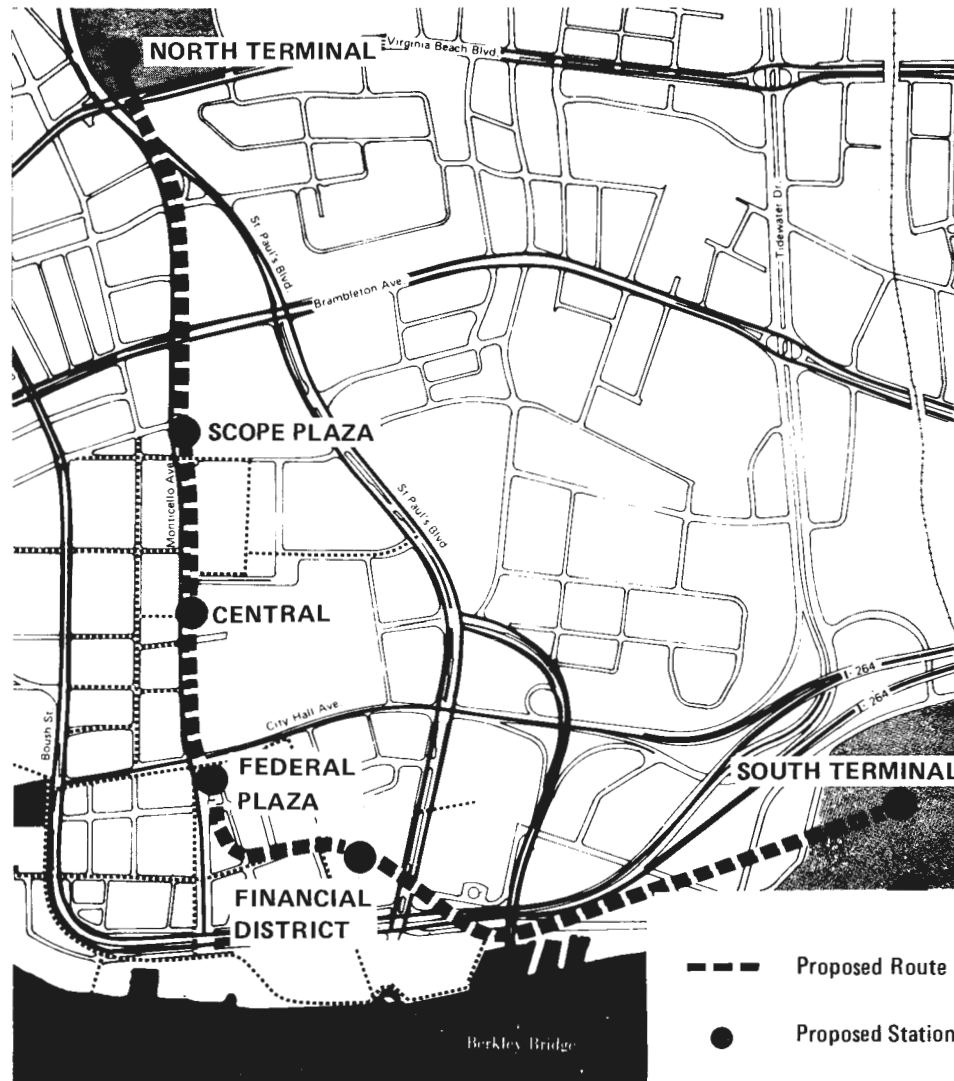 NORTH TERMINAL
Virginia Beach Blvd.
St. Paul's Blvd.
Tidewater Dr.
Brambleton Ave.
SCOPE PLAZA
Monticello Ave.
St Paul's Blvd
CENTRAL
I-264
I-264
Boush St.
City Hall Ave.
FEDERAL
PLAZA
SOUTH TERMINAL
FINANCIAL
DISTRICT
Proposed Route
Proposed Station
Berkley Bridge